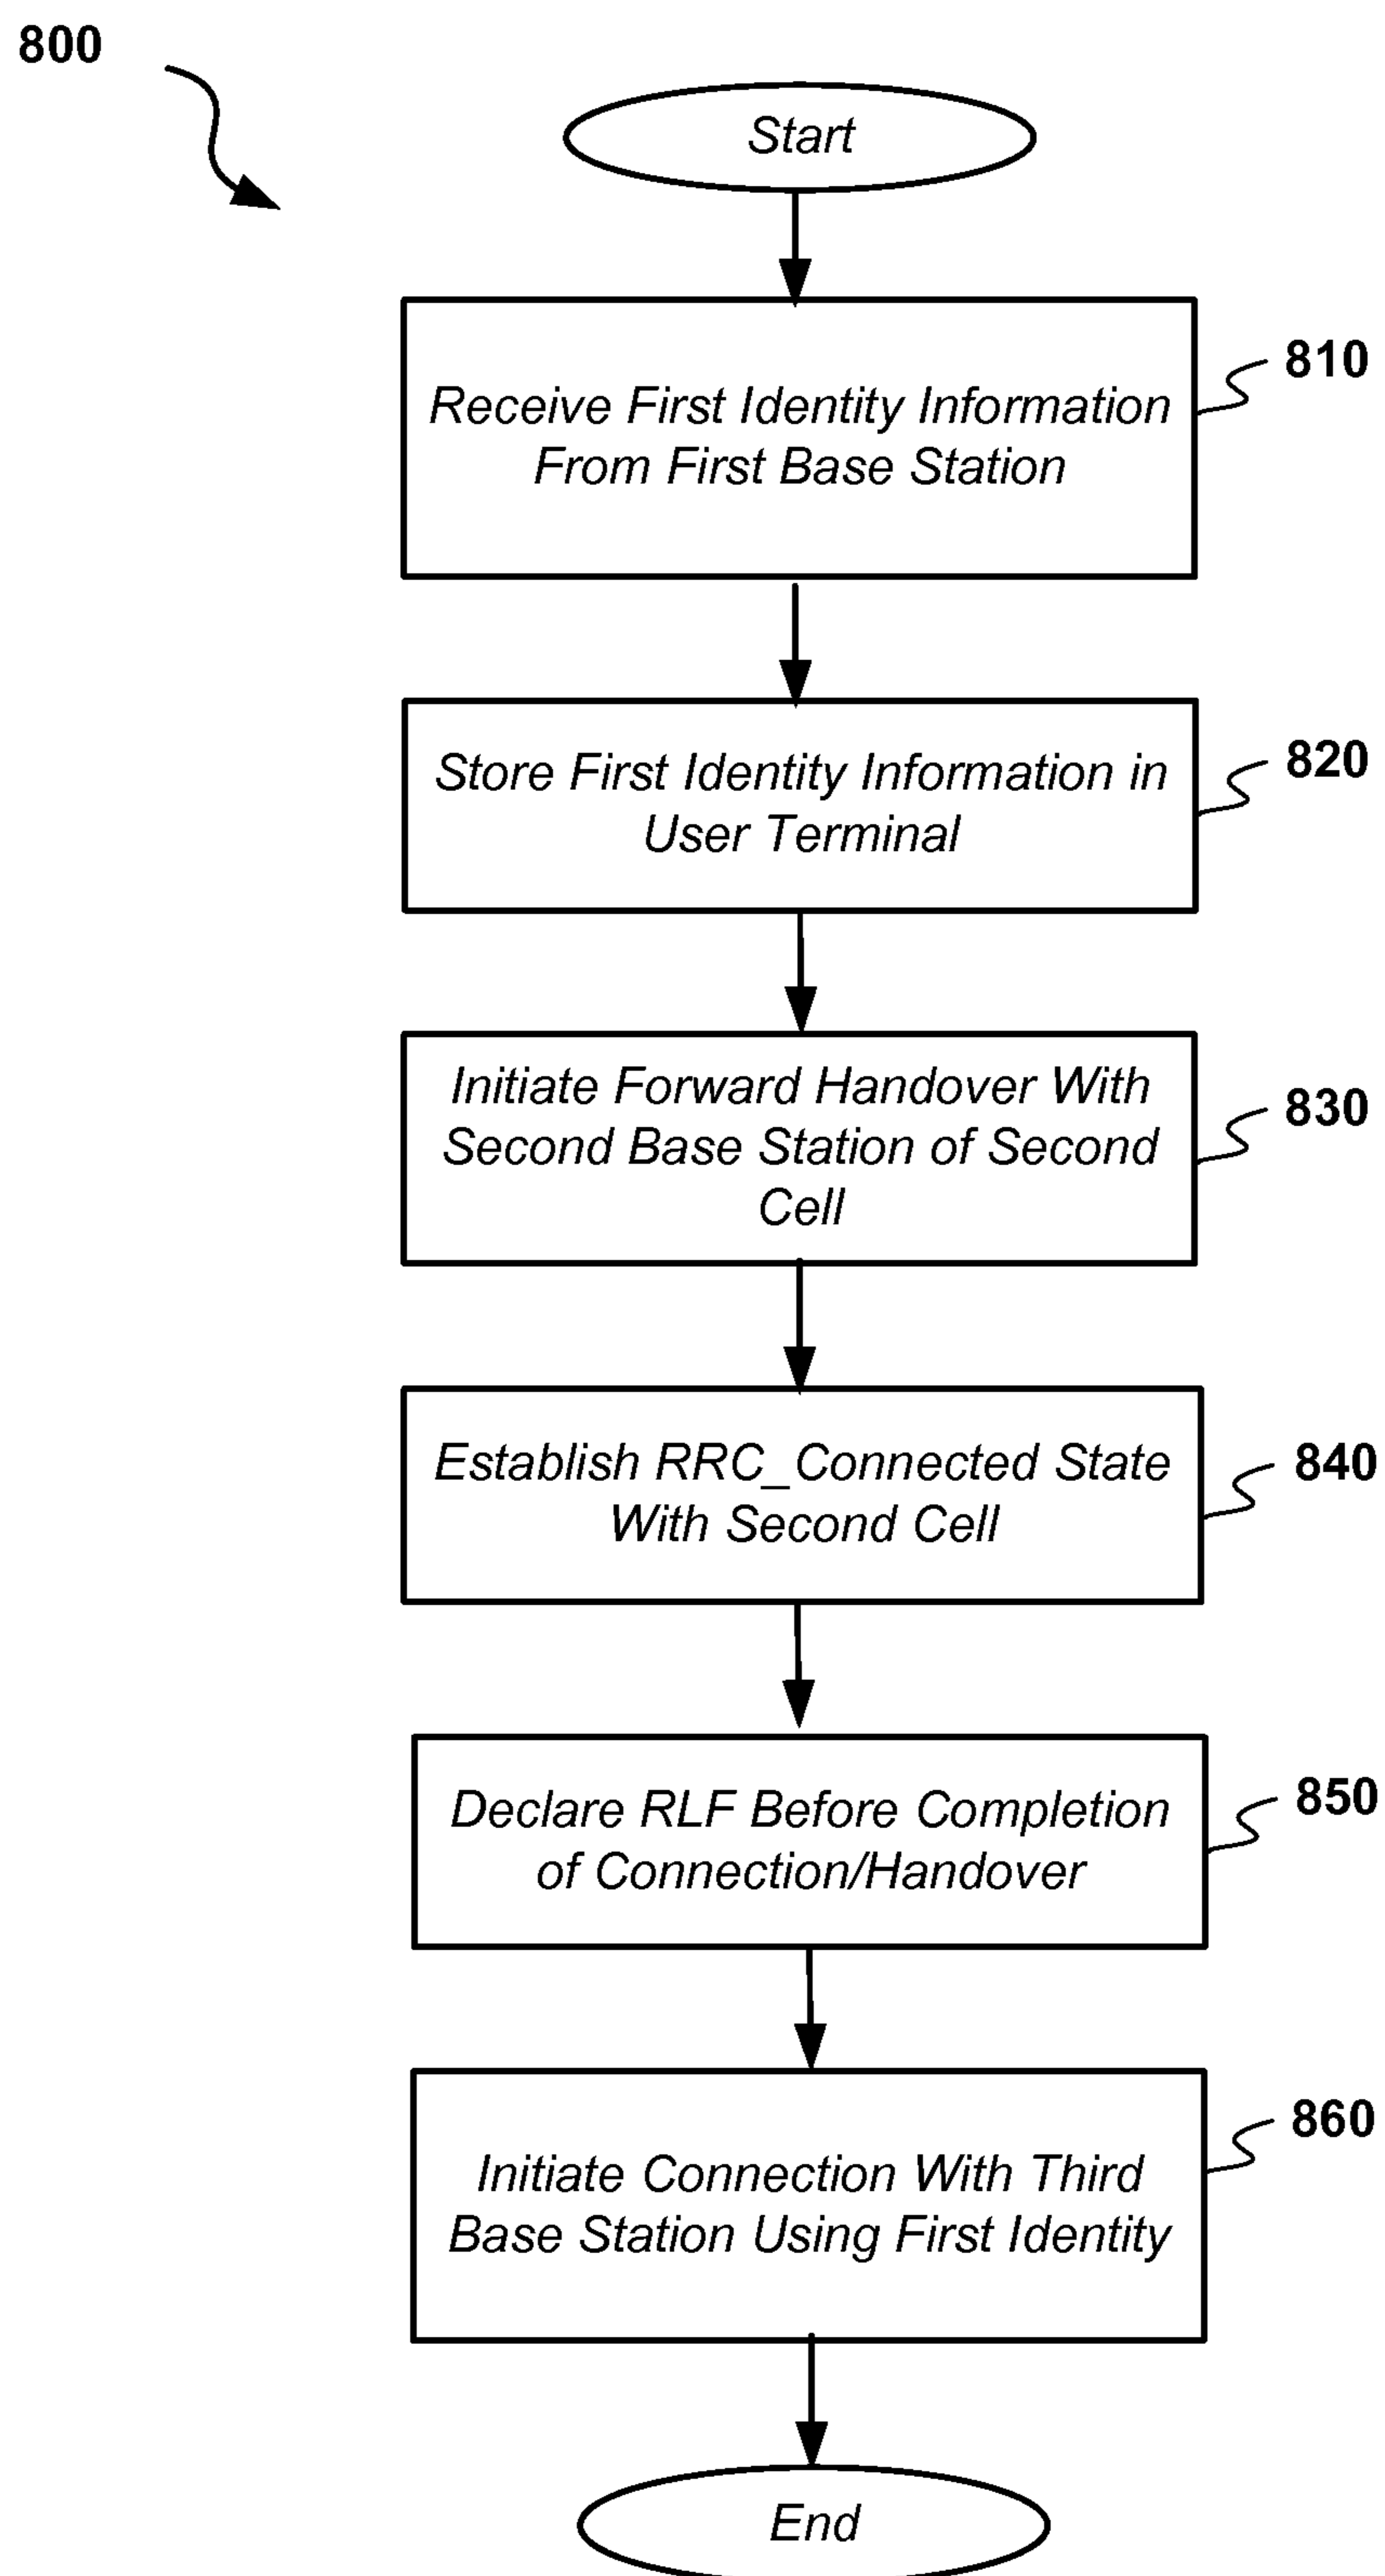 800
Start
Receive First Identity Information
From First Base Station
810
Store First Identity Information in
User Terminal
820
Initiate Forward Handover With
Second Base Station of Second
Cell
830
Establish RRC_Connected State
With Second Cell
840
Declare RLF Before Completion
of Connection/Handover
850
Initiate Connection With Third
Base Station Using First Identity
860
End